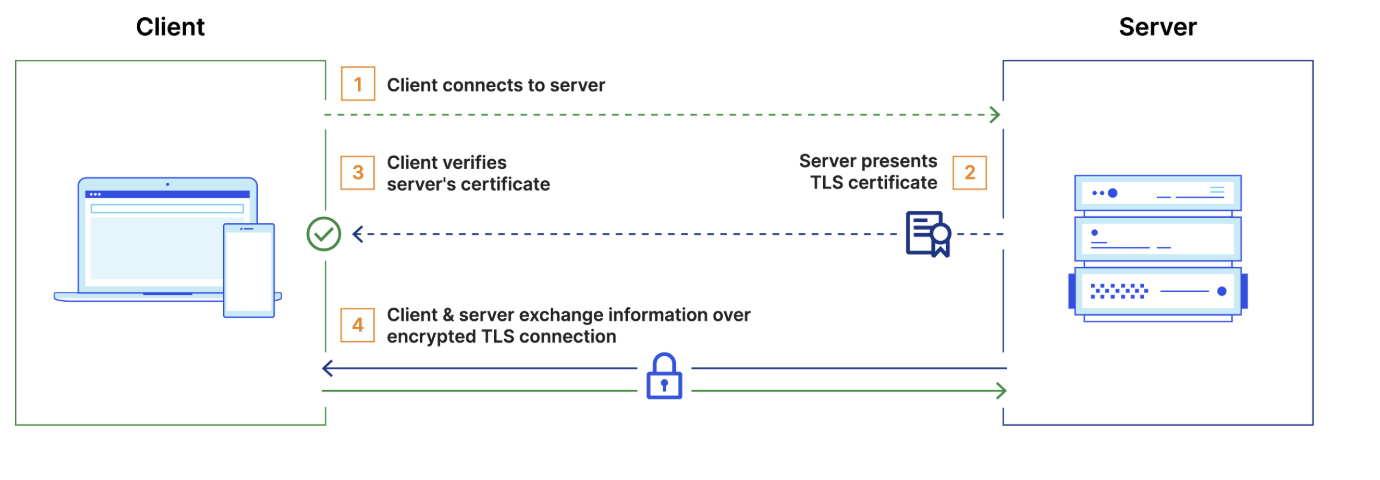 Client
Server
1
Client connects to server
3
Client verifies
server's certificate
Server presents
TLS certificate
2
4
Client & server exchange information over
encrypted TLS connection